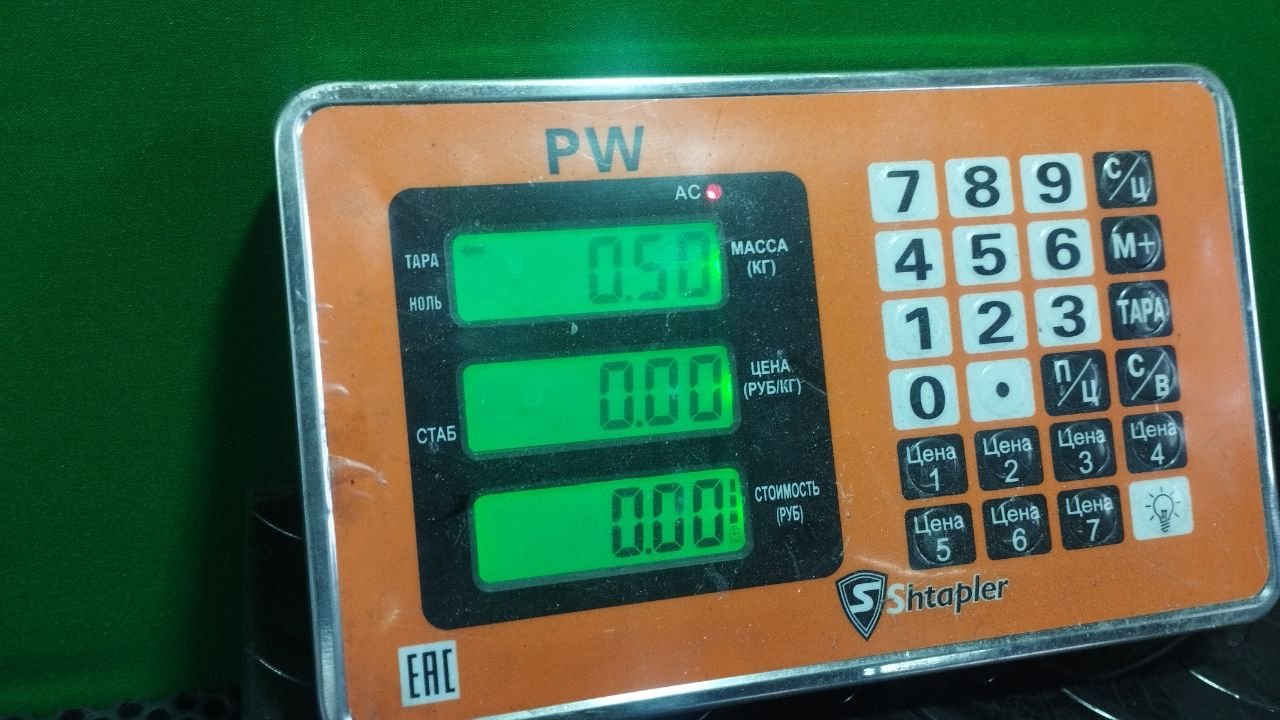 PW
AC
ТАРА
НОЛЬ
0.50
МАССА
(КГ)
0.00
ЦЕНА
(РУБ/КГ)
СТАБ
0.00
СТОИМОСТЬ
(РУБ)
7 8 9 С/Ц
4 5 6 М+
1 2 3 ТАРА
0 • П/Ц С/В
Цена 1 Цена 2 Цена 3 Цена 4
Цена 5 Цена 6 Цена 7
S Shtapler
EAC